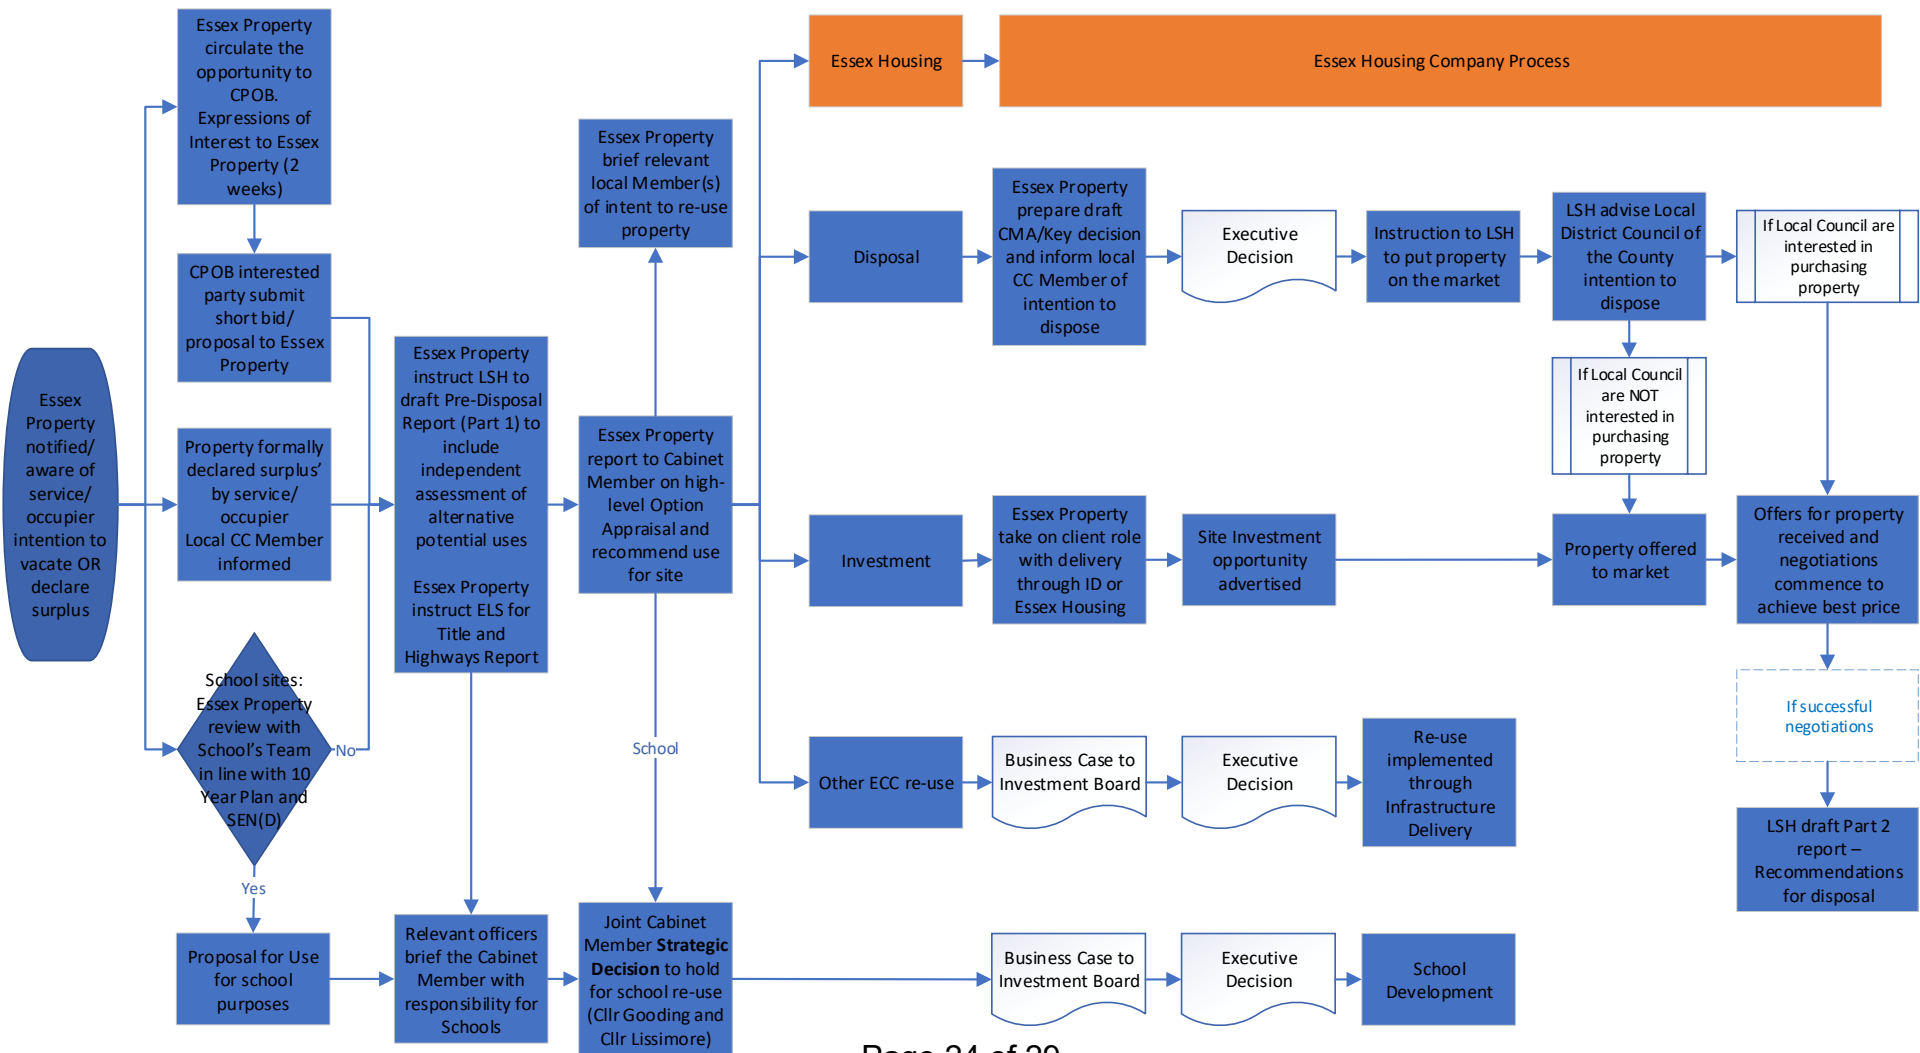 Essex Property
circulate the
opportunity to
CPOB.
Expressions of
Interest to Essex
Property (2
weeks)
CPOB interested
party submit
short bid/
proposal to Essex
Property
Essex
Property
notified/
aware of
service/
occupier
intention to
vacate OR
declare
surplus
Property formally
declared surplus’
by service/
occupier
Local CC Member
informed
School sites:
Essex Property
review with
School’s Team
in line with 10
Year Plan and
SEN(D)
No
Yes
Proposal for Use
for school
purposes
Essex Property
instruct LSH to
draft Pre-Disposal
Report (Part 1) to
include
independent
assessment of
alternative
potential uses
Essex Property
instruct ELS for
Title and
Highways Report
Relevant officers
brief the Cabinet
Member with
responsibility for
Schools
Essex Property
brief relevant
local Member(s)
of intent to re-use
property
Essex Property
report to Cabinet
Member on high-
level Option
Appraisal and
recommend use
for site
School
Joint Cabinet
Member Strategic
Decision to hold
for school re-use
(Cllr Gooding and
Cllr Lissimore)
Essex Housing
Essex Housing Company Process
Disposal
Essex Property
prepare draft
CMA/Key decision
and inform local
CC Member of
intention to
dispose
Executive
Decision
Instruction to LSH
to put property
on the market
LSH advise Local
District Council of
the County
intention to
dispose
If Local Council are
interested in
purchasing
property
If Local Council
are NOT
interested in
purchasing
property
Investment
Essex Property
take on client role
with delivery
through ID or
Essex Housing
Site Investment
opportunity
advertised
Property offered
to market
Offers for property
received and
negotiations
commence to
achieve best price
If successful
negotiations
LSH draft Part 2
report –
Recommendations
for disposal
Other ECC re-use
Business Case to
Investment Board
Executive
Decision
Re-use
implemented
through
Infrastructure
Delivery
Business Case to
Investment Board
Executive
Decision
School
Development
Page 24 of 29